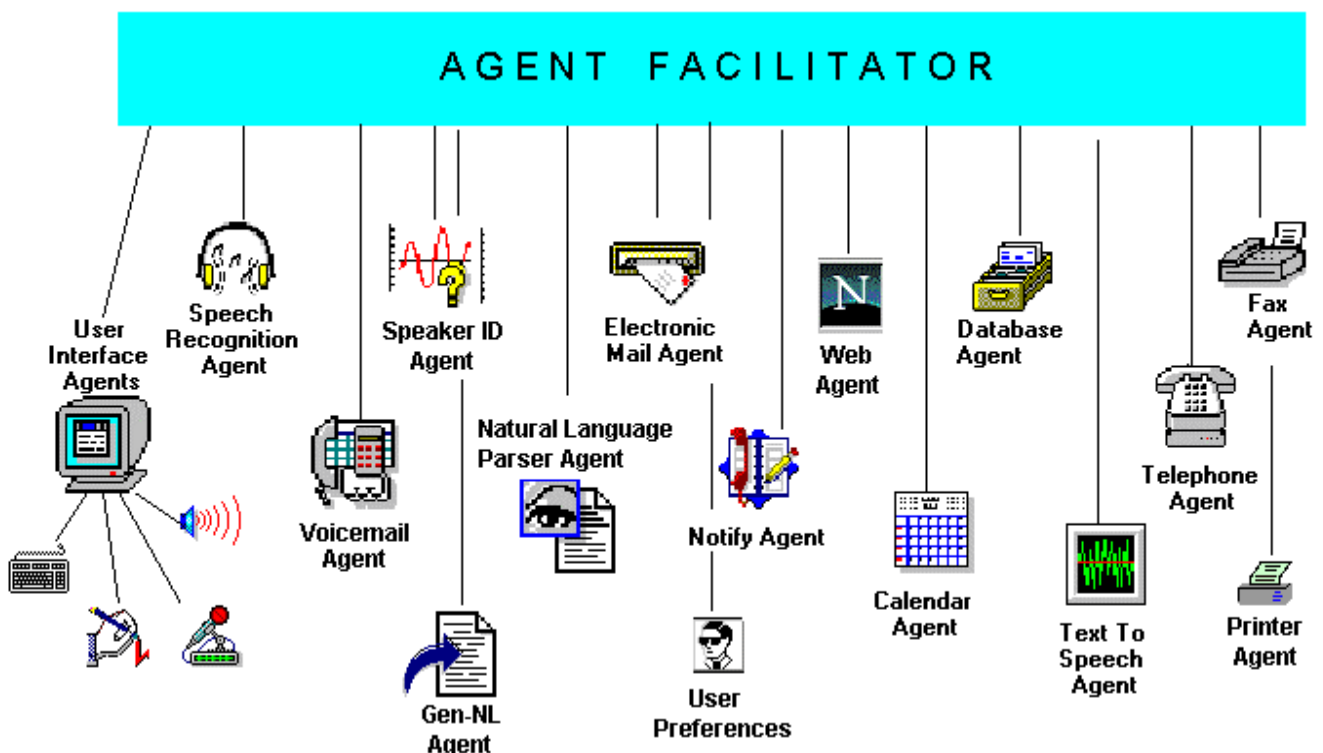 AGENT FACILITATOR
User
Interface
Agents
Speech
Recognition
Agent
Speaker ID
Agent
Electronic
Mail Agent
N
Web
Agent
Database
Agent
Fax
Agent
Voicemail
Agent
Natural Language
Parser Agent
Notify Agent
Calendar
Agent
Telephone
Agent
Gen-NL
Agent
User
Preferences
Text To
Speech
Agent
Printer
Agent